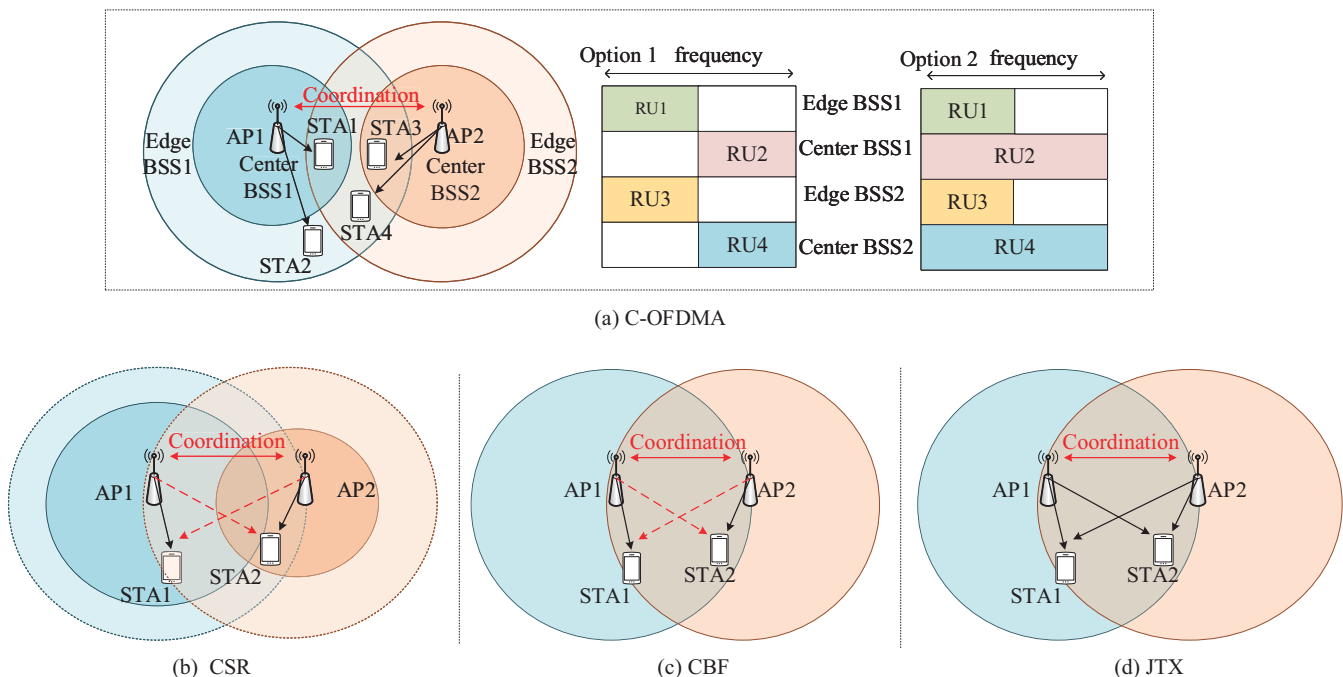 Option 1 frequency
Option 2 frequency
Coordination
AP1
STA1
STA3
AP2
Edge
BSS1
Center
BSS1
Center
BSS2
Edge
BSS2
STA4
STA2
RU1
RU2
RU3
RU4
Edge BSS1
Center BSS1
Edge BSS2
Center BSS2
RU1
RU2
RU3
RU4
(a) C-OFDMA
Coordination
AP1
AP2
STA1
STA2
(b) CSR
Coordination
AP1
AP2
STA1
STA2
(c) CBF
Coordination
AP1
AP2
STA1
STA2
(d) JTX